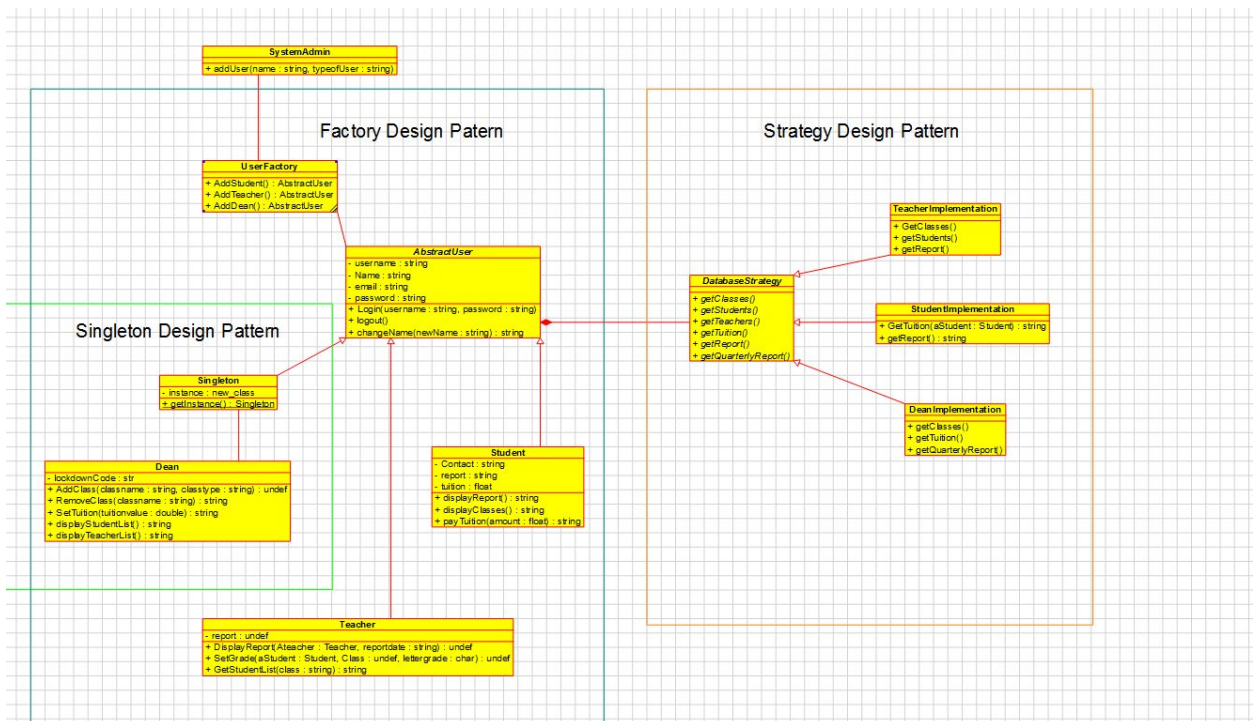 SystemAdmin
+ addUser(name : string, typeofUser : string)
Factory Design Patern
Strategy Design Pattern
UserFactory
+ AddStudent() : AbstractUser
+ AddTeacher() : AbstractUser
+ AddDean() : AbstractUser
TeacherImplementation
+ GetClasses()
+ getStudents()
+ getReport()
AbstractUser
- username : string
- Name : string
- email : string
- password : string
+ Login(username : string, password : string)
+ logout()
+ changeName(newName : string) : string
DatabaseStrategy
+ getClasses()
+ getStudents()
+ getTeachers()
+ getTuition()
+ getReport()
+ getQuarterlyReport()
StudentImplementation
+ GetTuition(aStudent : Student) : string
+ getReport() : string
Singleton Design Pattern
Singleton
- instance : new_class
+ getInstance() : Singleton
DeanImplementation
+ getClasses()
+ getTuition()
+ getQuarterlyReport()
Dean
- lockdownCode : str
+ AddClass(classname : string, classtype : string) : undef
+ RemoveClass(classname : string) : string
+ SetTuition(tuitionvalue : double) : string
+ displayStudentList() : string
+ displayTeacherList() : string
Student
- Contact : string
- report : string
- tuition : float
+ displayReport() : string
+ displayClasses() : string
+ payTuition(amount : float) : string
Teacher
- report : undef
+ DisplayReport(Ateacher : Teacher, reportdate : string) : undef
+ SetGrade(aStudent : Student, Class : undef, lettergrade : char) : undef
+ GetStudentList(class : string) : string